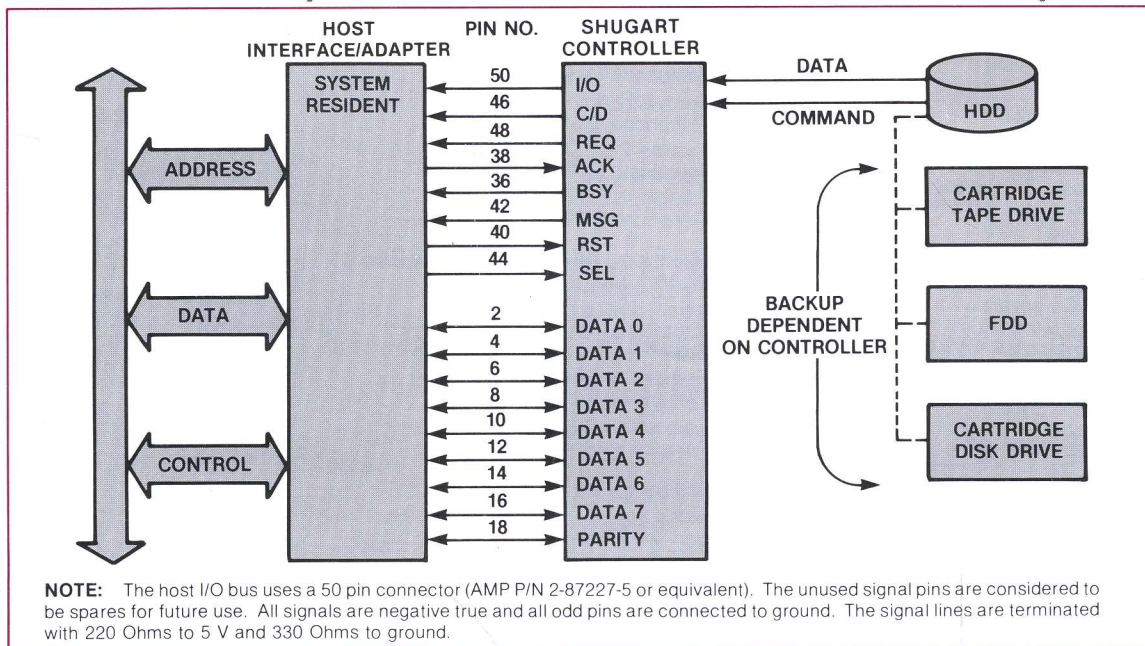 HOST
INTERFACE/ADAPTER
PIN NO.
SHUGART
CONTROLLER
SYSTEM
RESIDENT
50
I/O
46
C/D
48
REQ
38
ACK
36
BSY
42
MSG
40
RST
44
SEL
2
DATA 0
4
DATA 1
6
DATA 2
8
DATA 3
10
DATA 4
12
DATA 5
14
DATA 6
16
DATA 7
18
PARITY
ADDRESS
DATA
CONTROL
DATA
COMMAND
HDD
CARTRIDGE
TAPE DRIVE
BACKUP
DEPENDENT
ON CONTROLLER
FDD
CARTRIDGE
DISK DRIVE
NOTE: The host I/O bus uses a 50 pin connector (AMP P/N 2-87227-5 or equivalent). The unused signal pins are considered to
be spares for future use. All signals are negative true and all odd pins are connected to ground. The signal lines are terminated
with 220 Ohms to 5 V and 330 Ohms to ground.